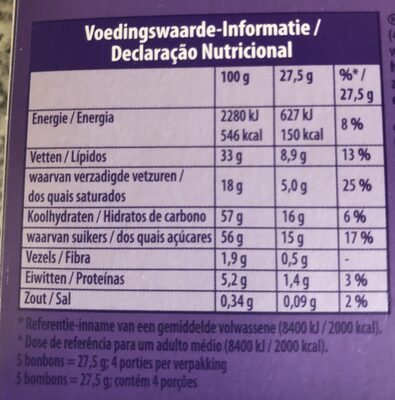 Voedingswaarde-Informatie /
Declaração Nutricional
100 g 27,5 g %* / 27,5 g
Energie / Energia 2280 kJ 546 kcal 627 kJ 150 kcal 8 %
Vetten / Lípidos 33 g 8,9 g 13 %
waarvan verzadigde vetzuren /
dos quais saturados 18 g 5,0 g 25 %
Koolhydraten / Hidratos de carbono 57 g 16 g 6 %
waarvan suikers / dos quais açúcares 56 g 15 g 17 %
Vezels / Fibra 1,9 g 0,5 g -
Eiwitten / Proteínas 5,2 g 1,4 g 3 %
Zout / Sal 0,34 g 0,09 g 2 %
* Referentie-inname van een gemiddelde volwassene (8400 kJ / 2000 kcal).
* Dose de referência para um adulto médio (8400 kJ / 2000 kcal).
5 bonbons = 27,5 g; 4 porties per verpakking
5 bombons = 27,5 g; contém 4 porções